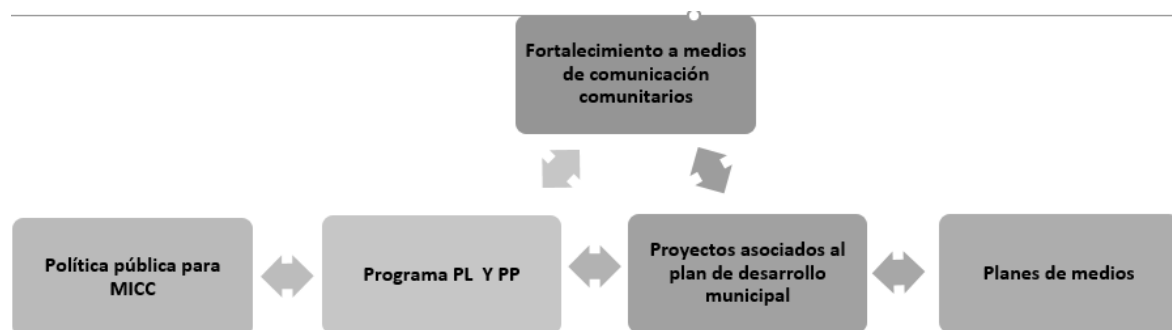 Fortalecimiento a medios
de comunicación
comunitarios
Política pública para
MICC
Programa PL Y PP
Proyectos asociados al
plan de desarrollo
municipal
Planes de medios